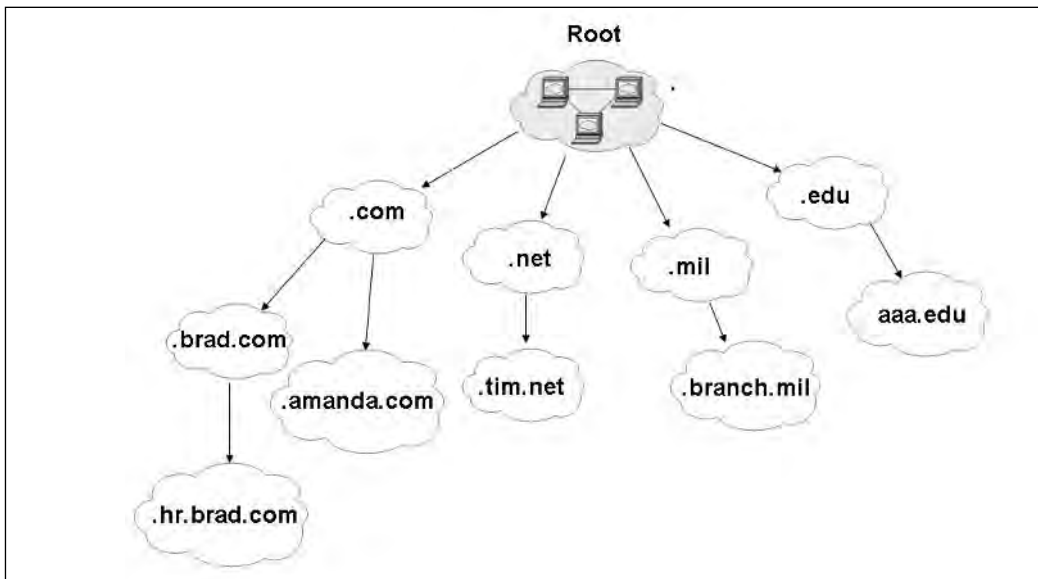 Root
.com
.net
.mil
.edu
.brad.com
.amanda.com
.tim.net
.branch.mil
aaa.edu
.hr.brad.com